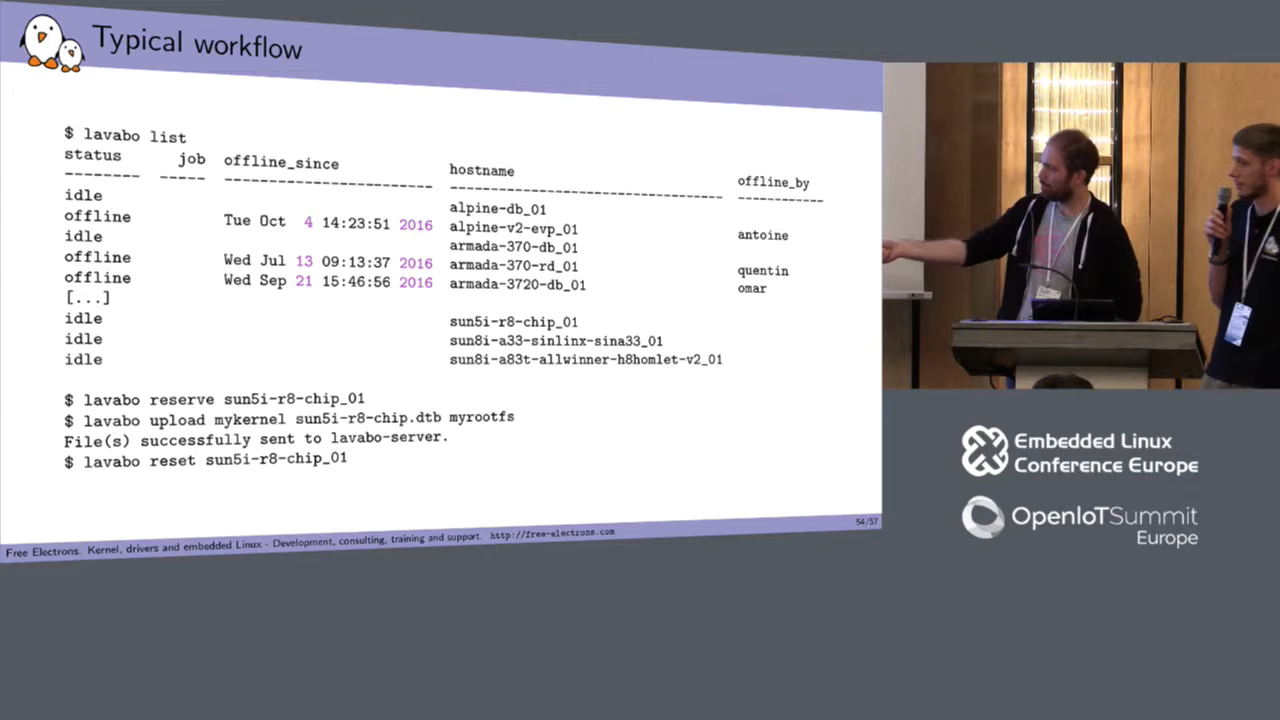 Typical workflow
$ lavabo list
status job offline_since hostname offline_by
-------- ----- ---------------------- ---------------------------- -----------
idle alpine-db_01
offline Tue Oct 4 14:23:51 2016 alpine-v2-evp_01 antoine
idle armada-370-db_01
offline Wed Jul 13 09:13:37 2016 armada-370-rd_01 quentin
offline Wed Sep 21 15:46:56 2016 armada-3720-db_01 omar
[...]
idle sun5i-r8-chip_01
idle sun8i-a33-sinlinx-sina33_01
idle sun8i-a83t-allwinner-h8homlet-v2_01
$ lavabo reserve sun5i-r8-chip_01
$ lavabo upload mykernel sun5i-r8-chip.dtb myrootfs
File(s) successfully sent to lavabo-server.
$ lavabo reset sun5i-r8-chip_01
Free Electrons. Kernel, drivers and embedded Linux - Development, consulting, training and support. http://free-electrons.com 54/57
Embedded Linux
Conference Europe
OpenIoTSummit
Europe